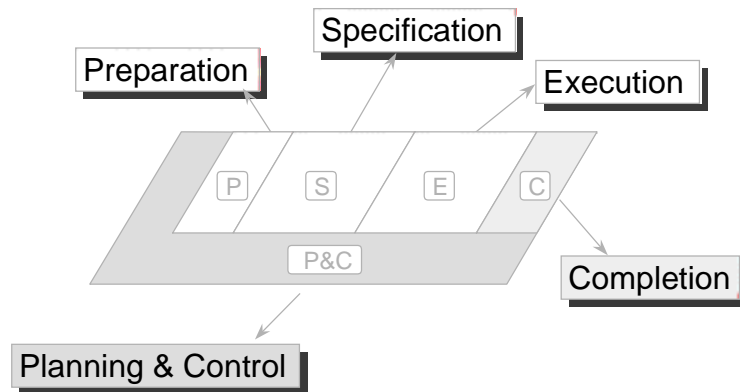 Specification
Preparation
Execution
P S E C
P&C
Completion
Planning & Control